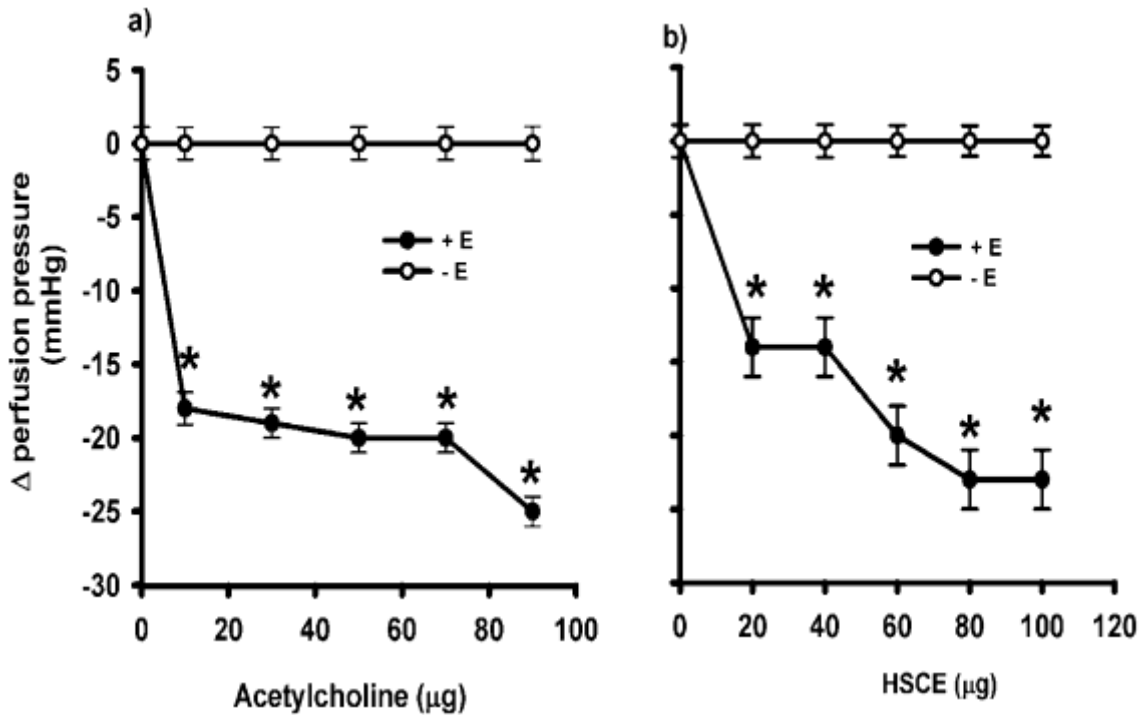 a)
5
0
-5
-10
-15
-20
-25
-30
Δ perfusion pressure
(mmHg)
+ E
- E
*
*
*
*
*
0 20 40 60 80 100
Acetylcholine (μg)
b)
+ E
- E
*
*
*
*
*
0 20 40 60 80 100 120
HSCE (μg)